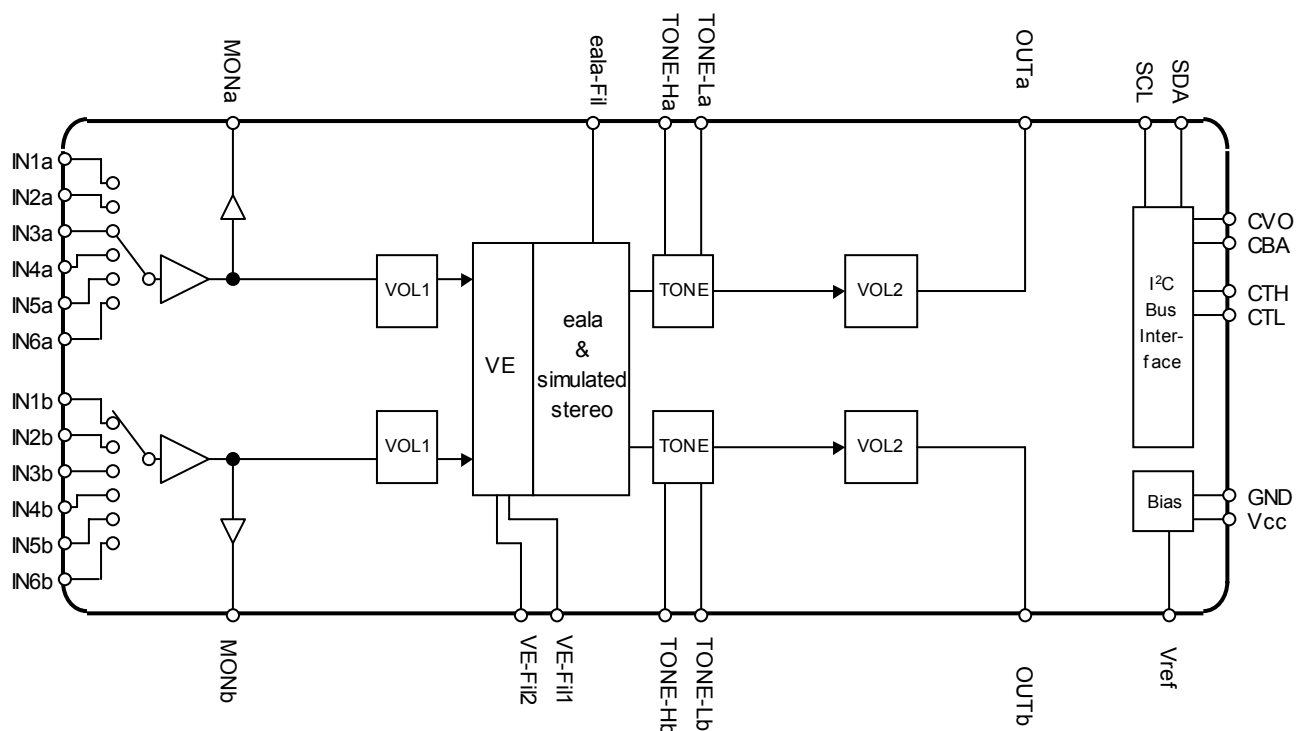 MONa
eala-Fil
TONE-Ha
TONE-La
OUTa
SCL
SDA
IN1a
IN2a
IN3a
IN4a
IN5a
IN6a
IN1b
IN2b
IN3b
IN4b
IN5b
IN6b
VOL1
VOL1
VE
eala
&
simulated
stereo
TONE
TONE
VOL2
VOL2
I²C
Bus
Inter-
face
Bias
CVO
CBA
CTH
CTL
GND
Vcc
MONb
VE-Fil2
VE-Fil1
TONE-Hb
TONE-Lb
OUTb
Vref